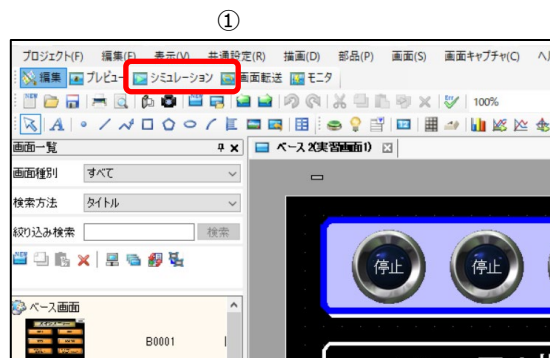 ①
プロジェクト(F) 編集(E) 表示(V) 共通設定(R) 描画(D) 部品(P) 画面(S) 画面キャプチャ(C)
編集 プレビュー シミュレーション 画面転送 モニタ
100%
A
画面一覧 ベース 2(実習画面1)
画面種別 すべて
検索方法 タイトル
絞り込み検索 検索
停止 停止
ベース画面
B0001